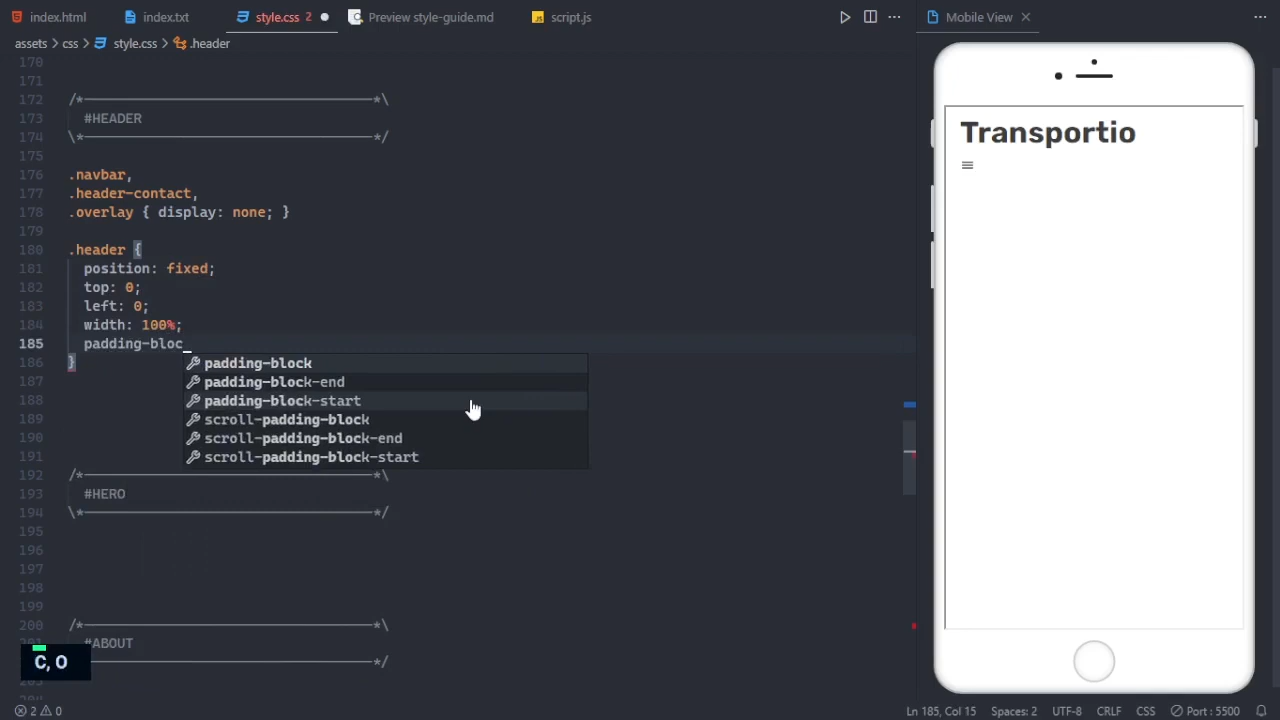 index.html index.txt style.css 2 Preview style-guide.md script.js Mobile View
assets > css > style.css > .header
170
171
172 /*————————————————————————*\
173 #HEADER
174 \*————————————————————————*/
175
176 .navbar,
177 .header-contact,
178 .overlay { display: none; }
179
180 .header {
181 position: fixed;
182 top: 0;
183 left: 0;
184 width: 100%;
185 padding-bloc
186 }
187
188
189
190
191
192 /*————————————————————————*\
193 #HERO
194 \*————————————————————————*/
195
196
197
198
199
200 /*————————————————————————*\
#ABOUT
————————————————————————*/
padding-block
padding-block-end
padding-block-start
scroll-padding-block
scroll-padding-block-end
scroll-padding-block-start
Transportio
C, O
2 0 Ln 185, Col 15 Spaces: 2 UTF-8 CRLF CSS Port : 5500